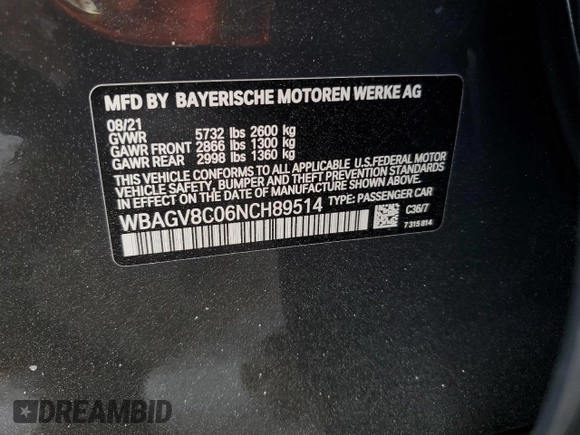 MFD BY BAYERISCHE MOTOREN WERKE AG
08/21
GVWR 5732 lbs 2600 kg
GAWR FRONT 2866 lbs 1300 kg
GAWR REAR 2998 lbs 1360 kg
THIS VEHICLE CONFORMS TO ALL APPLICABLE U.S.FEDERAL MOTOR
VEHICLE SAFETY, BUMPER AND THEFT PREVENTION STANDARDS
IN EFFECT ON THE DATE OF MANUFACTURE SHOWN ABOVE.
WBAGV8C06NCH89514 TYPE: PASSENGER CAR
C36/7
7 315 814
DREAMBID